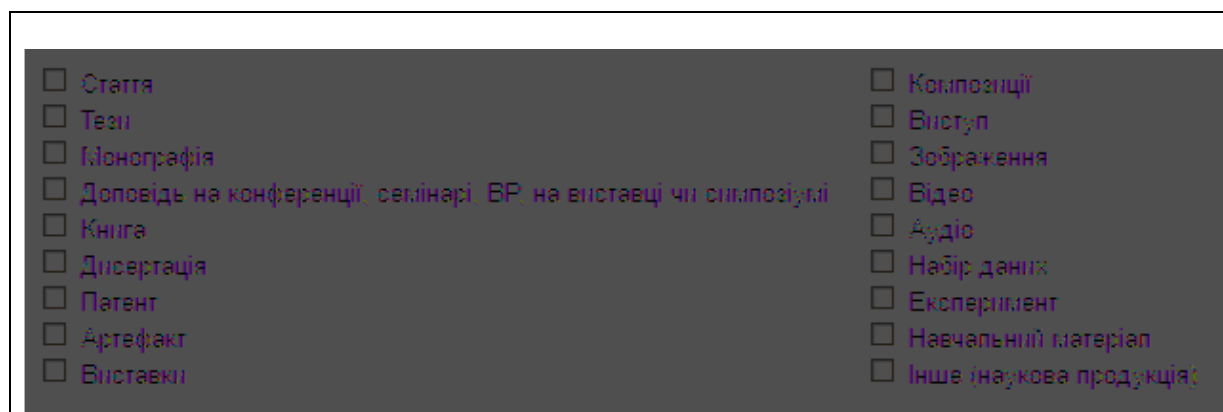 Стаття
Тези
Монографія
Доповідь на конференції, семінарі, ВР, на виставці чи симпозіумі
Книга
Дисертація
Патент
Артефакт
Виставки
Композиції
Виступ
Зображення
Відео
Аудіо
Набір даних
Експеримент
Навчальний матеріал
Інше (наукова продукція)